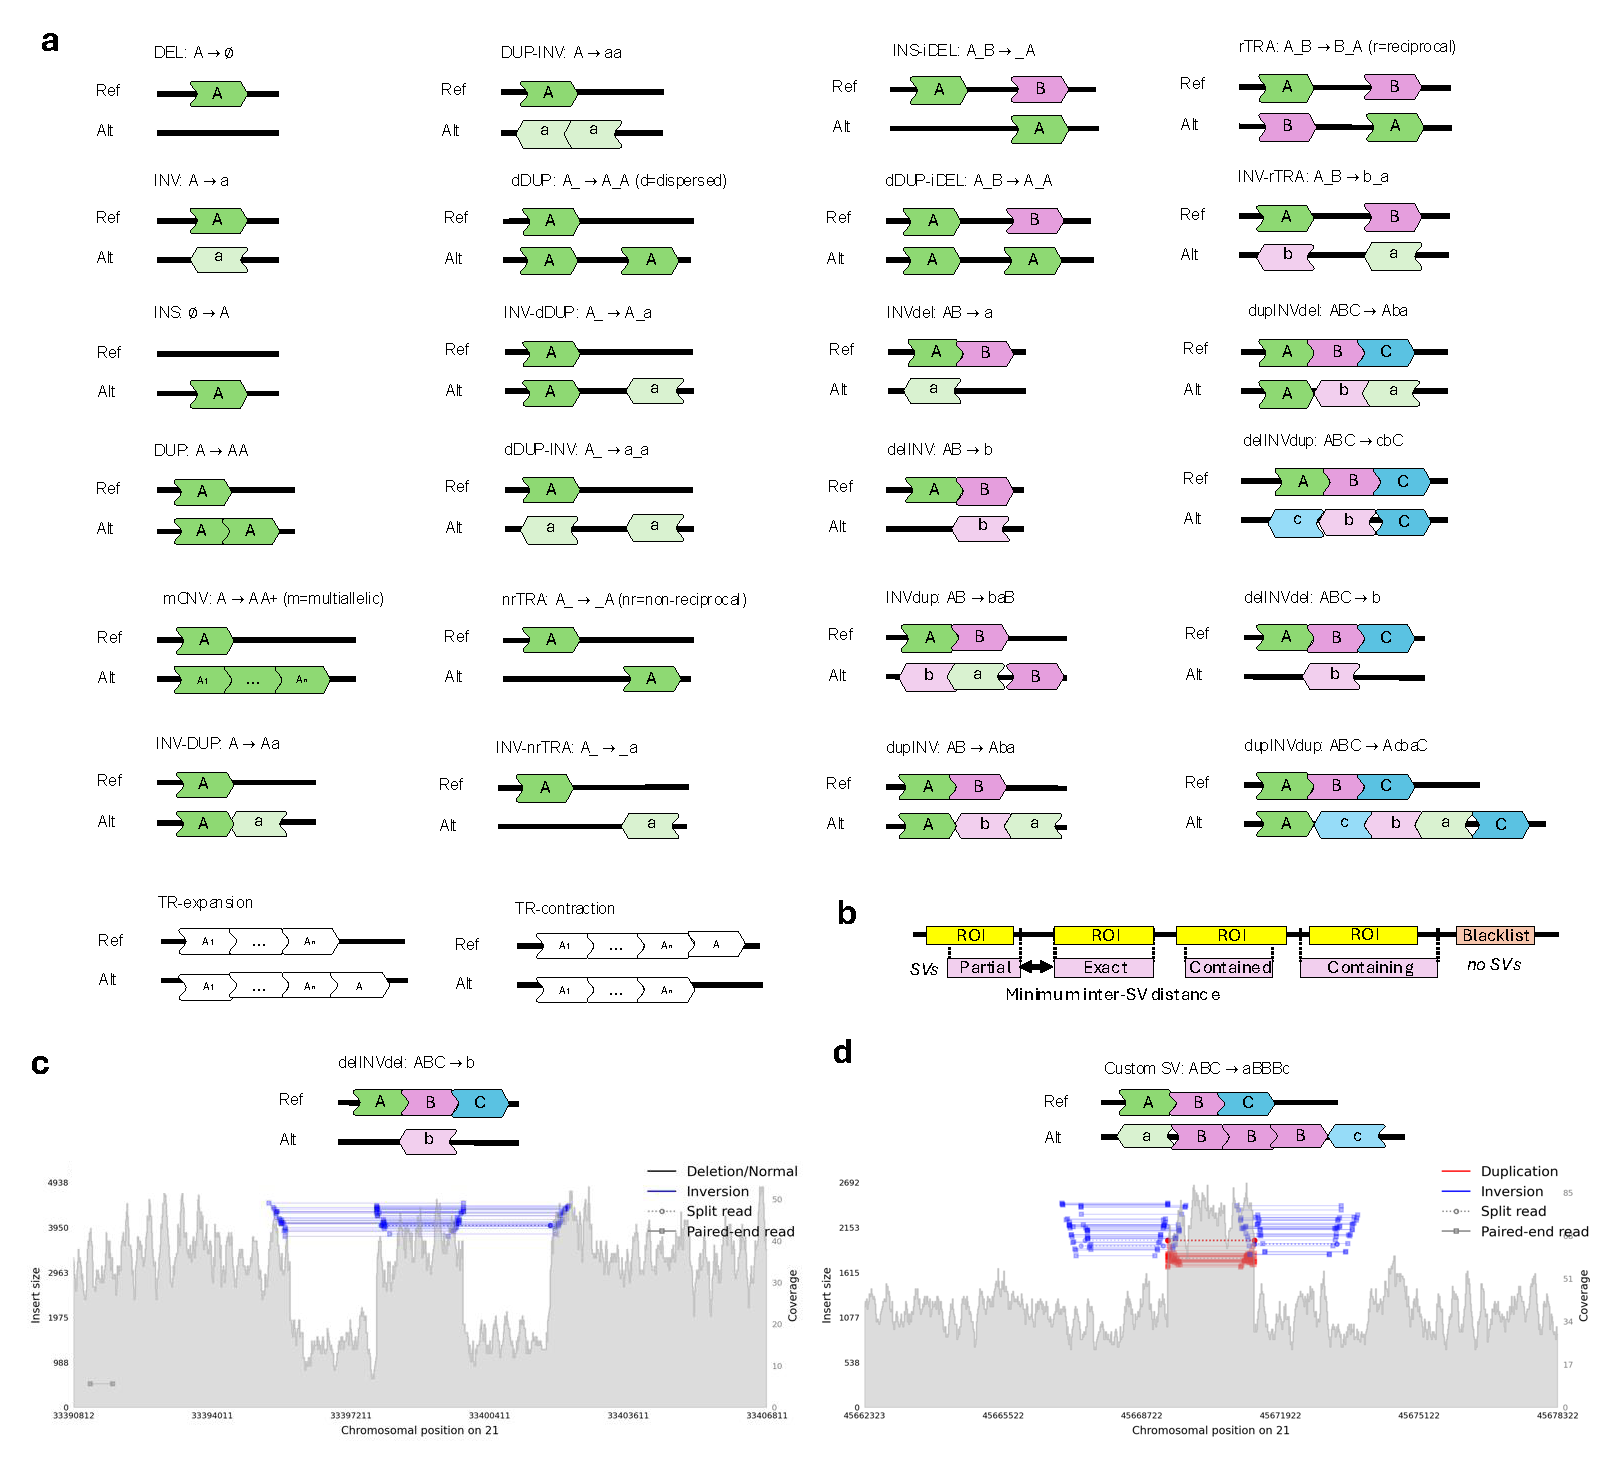 a
DEL: A → ∅
Ref
A
Alt
DUP-INV: A → aa
Ref
A
Alt
a a
INS-iDEL: A_B → _A
Ref
A B
Alt
A
rTRA: A_B → B_A (r=reciprocal)
Ref
A B
Alt
B A
INV: A → a
Ref
A
Alt
a
dDUP: A_ → A_A (d=dispersed)
Ref
A
Alt
A A
dDUP-iDEL: A_B → A_A
Ref
A B
Alt
A A
INV-rTRA: A_B → b_a
Ref
A B
Alt
b a
INS: ∅ → A
Ref
Alt
A
INV-dDUP: A_ → A_a
Ref
A
Alt
A a
INVdel: AB → a
Ref
A B
Alt
a
dupINVdel: ABC → Aba
Ref
A B C
Alt
A b a
DUP: A → AA
Ref
A
Alt
A A
dDUP-INV: A_ → a_a
Ref
A
Alt
a a
delINV: AB → b
Ref
A B
Alt
b
delINVdup: ABC → cbC
Ref
A B C
Alt
c b C
mCNV: A → AA+ (m=multiallelic)
Ref
A
Alt
A1 ... An
nrTRA: A_ → _A (nr=non-reciprocal)
Ref
A
Alt
A
INVdup: AB → baB
Ref
A B
Alt
b a B
delINVdel: ABC → b
Ref
A B C
Alt
b
INV-DUP: A → Aa
Ref
A
Alt
A a
INV-nrTRA: A_ → _a
Ref
A
Alt
a
dupINV: AB → Aba
Ref
A B
Alt
A b a
dupINVdup: ABC → AcbaC
Ref
A B C
Alt
A c b a C
TR-expansion
Ref
A1 ... An
Alt
A1 ... An A
TR-contraction
Ref
A1 ... An A
Alt
A1 ... An
b
ROI ROI ROI ROI Blacklist
SVs Partial Exact Contained Containing no SVs
Minimum inter-SV distance
c
delINVdel: ABC → b
Ref
A B C
Alt
b
Deletion/Normal
Inversion
Split read
Paired-end read
4938
3950
2963
1975
988
0
Insert size
50
40
30
20
10
0
Coverage
33390812 33394011 33397211 33400411 33403611 33406811
Chromosomal position on 21
d
Custom SV: ABC → aBBBc
Ref
A B C
Alt
a B B B c
Duplication
Inversion
Split read
Paired-end read
2692
2153
1615
1077
538
0
Insert size
85
51
34
17
0
Coverage
45662323 45665522 45668722 45671922 45675122 45678322
Chromosomal position on 21